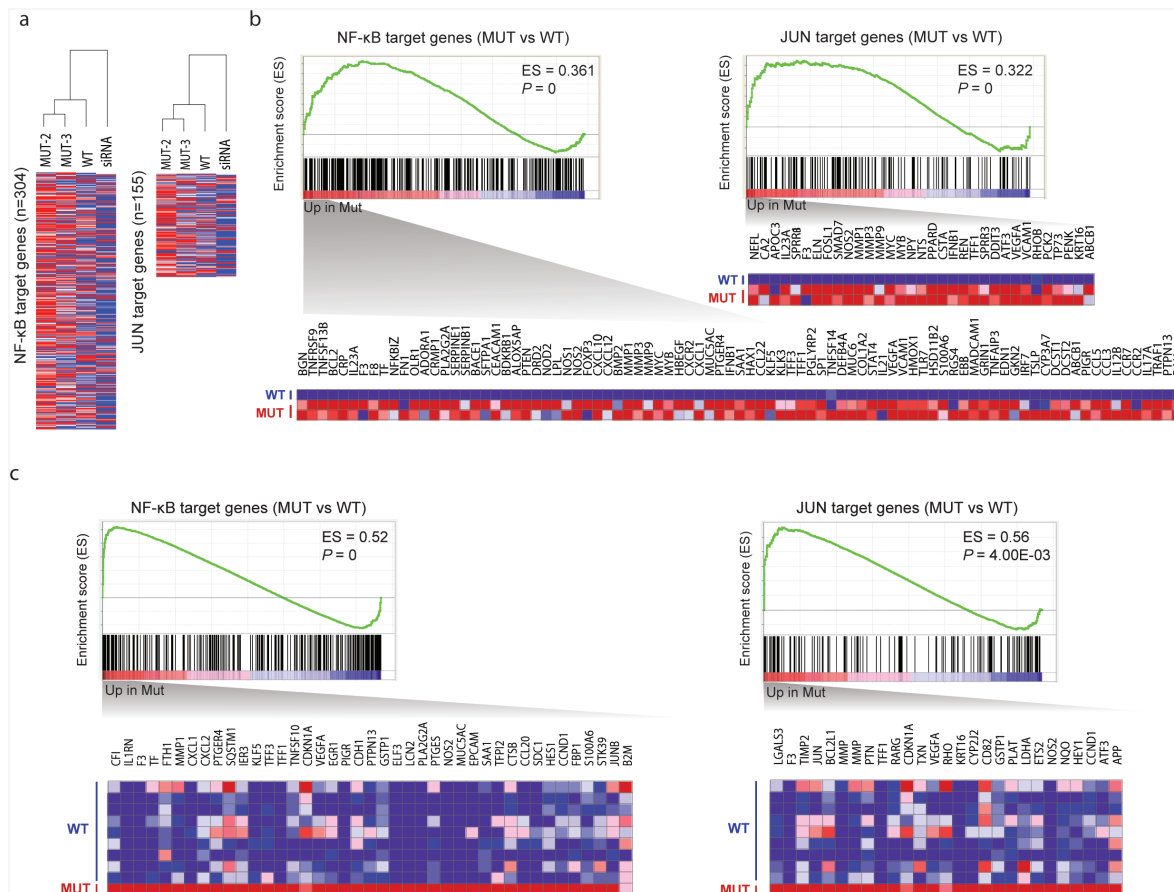 a
MUT-2
MUT-3
WT
siRNA
NF-κB target genes (n=304)
MUT-2
MUT-3
WT
siRNA
JUN target genes (n=155)
b
NF-κB target genes (MUT vs WT)
Enrichment score (ES)
ES = 0.361
P = 0
Up in Mut
JUN target genes (MUT vs WT)
Enrichment score (ES)
ES = 0.322
P = 0
Up in Mut
NEFL
CA2
APOC3
IL23A
F3
ELN
FOSL1
SMAD7
NOS2
MMP1
MMP3
MMP9
MYC
MYB
NPY
NTS
PPARD
CSTA
IFNB1
REN
TFF1
SPRR3
DDIT3
ATF3
VEGFA
VCAM1
RHOB
PCK2
TP73
PENK
KRT16
ABCB1
WT
MUT
BGN
TNFRSF9
TNFSF13B
BCL2
CRP
IL23A
F3
F8
TF
NFKBIZ
FN1
OLR1
ADORA1
CRMP1
PLA2G2A
SERPINE1
SERPINB1
BACE1
SFTPA1
CEACAM1
BDKRB1
ALOX5AP
PTEN
DRD2
NOD2
LPL
NOS1
NOS2
FOXP3
CXCL10
CXCL12
BMP2
MMP1
MMP3
MMP9
MYC
MYB
HBEGF
CXCR2
CXCL1
MUC5AC
PTGER4
IFNB1
SAA1
HAX1
CCL22
KLF5
KLK3
TFF3
TFF1
PGLYRP2
SP1
TNFSF14
DEFB4A
MUC6
COL1A2
STAT4
IL21
VEGFA
VCAM1
HMOX1
TLR7
HSD11B2
S100A6
RGS4
EBB
MADCAM1
GRNIN1
TNFAIP3
EDN1
GKN2
IRF7
TSLP
CYP3A7
DCST1
DCST2
ABCB1
PIGR
CCL5
CCL3
IL12B
CCR7
CCR2
IL17A
TRAF1
PTPN13
WT
MUT
c
NF-κB target genes (MUT vs WT)
Enrichment score (ES)
ES = 0.52
P = 0
Up in Mut
CFI
IL1RN
F3
TF
FTH1
MMP1
CXCL1
CXCL2
PTGER4
SQSTM1
IER3
KLF5
TFF3
TFF1
TNFSF10
CDKN1A
VEGFA
EGR1
PIGR
CDH1
PTPN13
GSTP1
ELF3
LCN2
PLA2G2A
PTGES
NOS2
MUC5AC
EPCAM
SAA1
TFPI2
CTSB
CCL20
SDC1
HES1
CCND1
FBP1
S100A6
STK39
JUNB
B2M
WT
MUT
JUN target genes (MUT vs WT)
Enrichment score (ES)
ES = 0.56
P = 4.00E-03
Up in Mut
LGALS3
F3
TIMP2
JUN
BCL2L1
MMP
MMP
PTN
TFF1
RARG
CDKN1A
TXN
VEGFA
RHO
KRT16
CYP2J2
CD82
GSTP1
PLAT
LDHA
ETS2
NOS2
NQO
HEY1
CCND1
ATF3
APP
WT
MUT